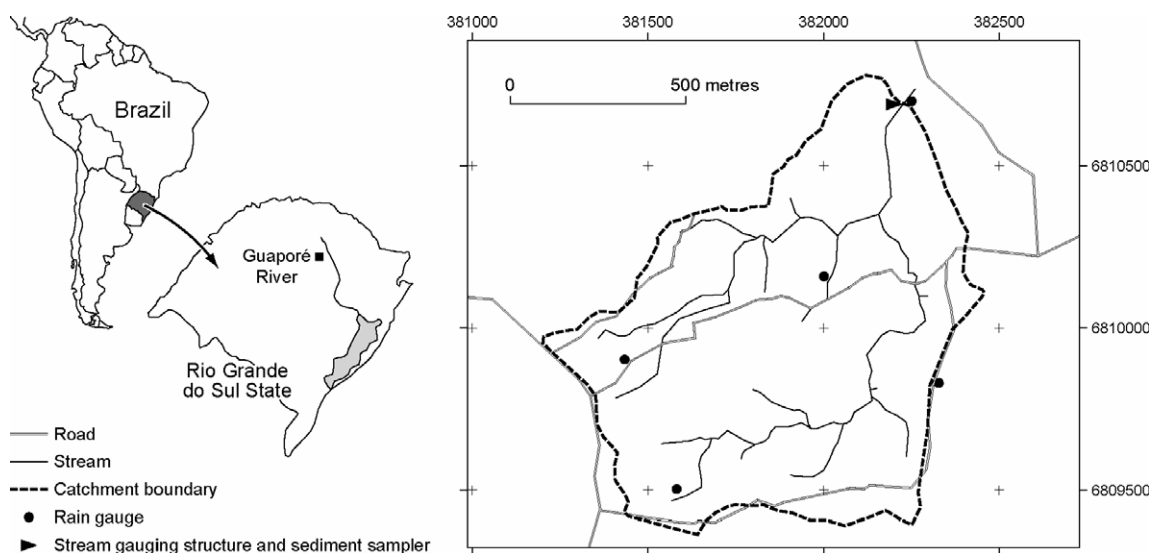 Brazil
Guaporé
River
Rio Grande
do Sul State
Road
Stream
Catchment boundary
Rain gauge
Stream gauging structure and sediment sampler
381000 381500 382000 382500
0 500 metres
6810500
6810000
6809500